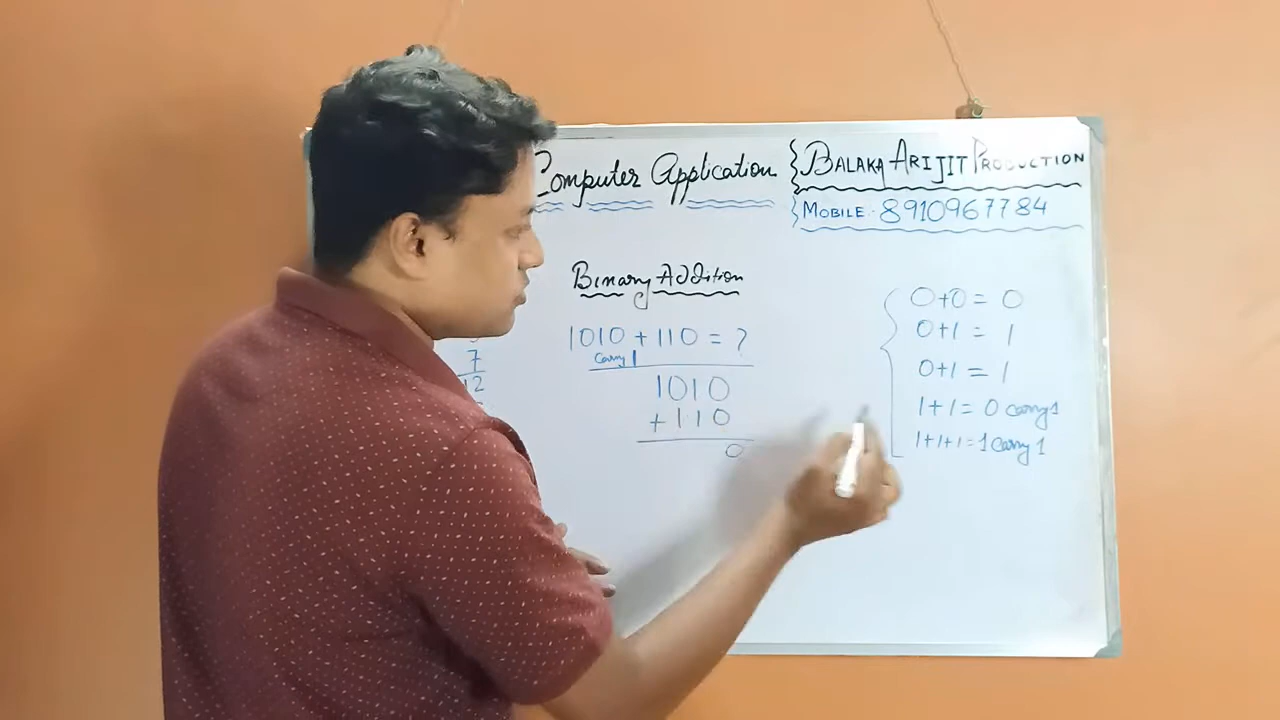 Computer Application
BALAKA ARIJIT PRODUCTION
MOBILE:- 8910967784
Binary Addition
1010 + 110 = ?
Carry 1
1010
+110
0
7
12
0+0 = 0
0+1 = 1
0+1 = 1
1+1 = 0 carry 1
1+1+1=1 Carry 1